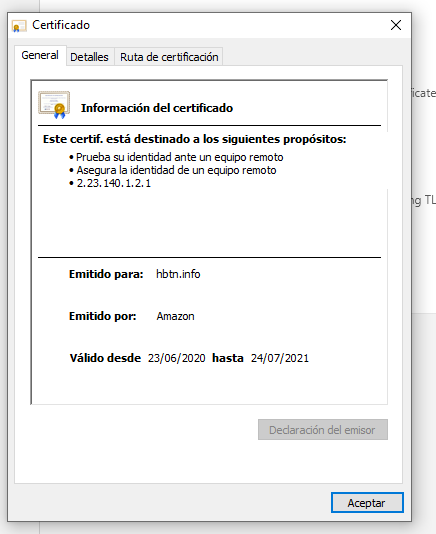 Certificado
General
Detalles
Ruta de certificación
Información del certificado
Este certif. está destinado a los siguientes propósitos:
• Prueba su identidad ante un equipo remoto
• Asegura la identidad de un equipo remoto
• 2.23.140.1.2.1
Emitido para: hbtn.info
Emitido por: Amazon
Válido desde 23/06/2020 hasta 24/07/2021
Declaración del emisor
Aceptar